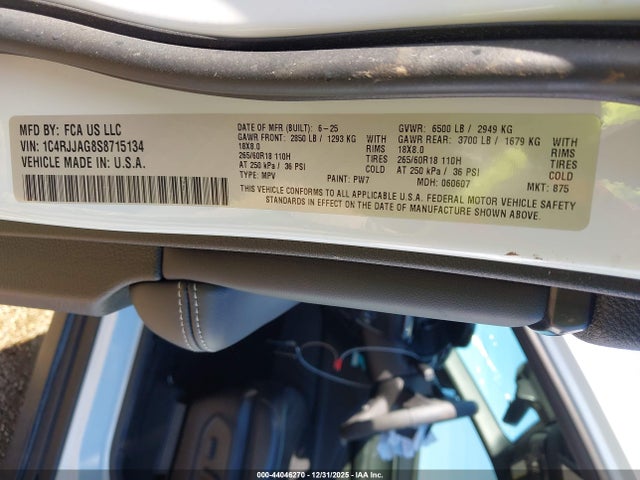 MFD BY: FCA US LLC
VIN: 1C4RJJAG8S8715134
VEHICLE MADE IN: U.S.A.
DATE OF MFR (BUILT): 6-25
GAWR FRONT: 2850 LB / 1293 KG WITH
18X8.0 RIMS
265/60R18 110H TIRES
AT 250 kPa / 36 PSI COLD
TYPE: MPV PAINT: PW7
GVWR: 6500 LB / 2949 KG
GAWR REAR: 3700 LB / 1679 KG WITH
18X8.0 RIMS
265/60R18 110H TIRES
AT 250 kPa / 36 PSI COLD
MDH: 060607 MKT: 875
THIS VEHICLE CONFORMS TO ALL APPLICABLE U.S.A. FEDERAL MOTOR VEHICLE SAFETY
STANDARDS IN EFFECT ON THE DATE OF MANUFACTURE SHOWN ABOVE.
000-44046270 - 12/31/2025 - IAA Inc.